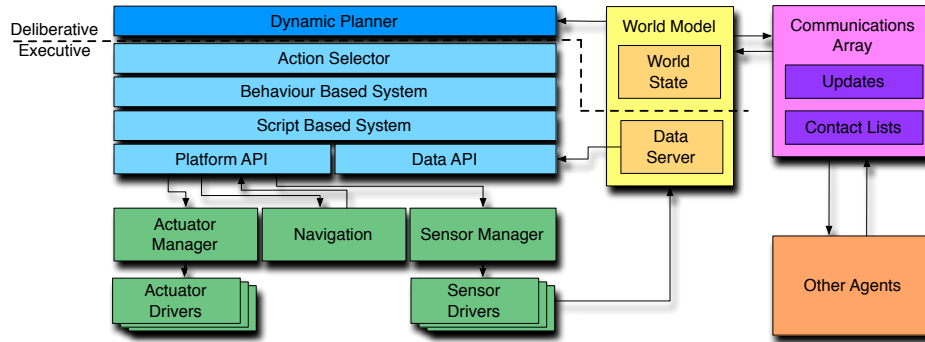 Deliberative
Executive
Dynamic Planner
Action Selector
Behaviour Based System
Script Based System
Platform API
Data API
World Model
World
State
Data
Server
Communications
Array
Updates
Contact Lists
Actuator
Manager
Navigation
Sensor Manager
Actuator
Drivers
Sensor
Drivers
Other Agents